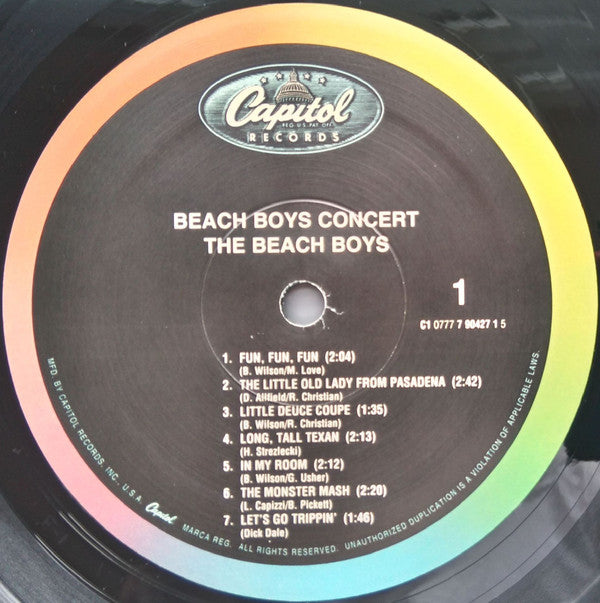 Capitol
REG. U.S. PAT. OFF.
RECORDS
BEACH BOYS CONCERT
THE BEACH BOYS
1
C1 0777 7 90427 1 5
1. FUN, FUN, FUN (2:04)
(B. Wilson/M. Love)
2. THE LITTLE OLD LADY FROM PASADENA (2:42)
(D. Altfield/R. Christian)
3. LITTLE DEUCE COUPE (1:35)
(B. Wilson/R. Christian)
4. LONG, TALL TEXAN (2:13)
(H. Strezlecki)
5. IN MY ROOM (2:12)
(B. Wilson/G. Usher)
6. THE MONSTER MASH (2:20)
(L. Capizzi/B. Pickett)
7. LET'S GO TRIPPIN' (1:46)
(Dick Dale)
MFD. BY CAPITOL RECORDS, INC., U.S.A. Capitol MARCA REG. ALL RIGHTS RESERVED. UNAUTHORIZED DUPLICATION IS A VIOLATION OF APPLICABLE LAWS.